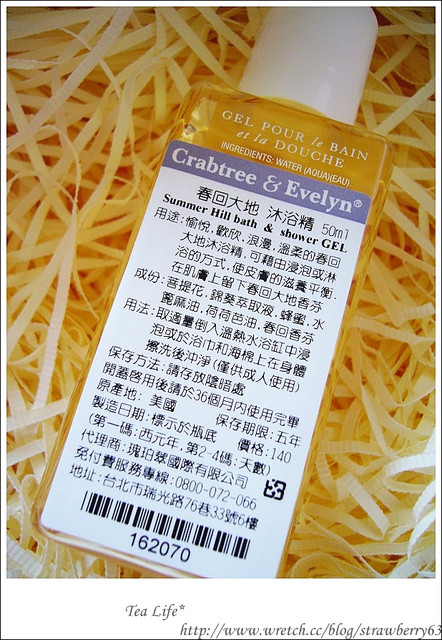 GEL POUR le BAIN
et la DOUCHE
INGREDIENTS: WATER (AQUA)(EAU),
Crabtree & Evelyn®
春回大地 沐浴精 50ml
Summer Hill bath & shower GEL
用途:愉悅,歡欣,浪漫,溫柔的春回
大地沐浴精,可藉由浸泡或淋
浴的方式,使皮膚的滋養平衡.
在肌膚上留下春回大地香芬
成份:菩提花,錦葵萃取液,蜂蜜,水
蓖麻油,荷荷芭油,春回香芬
用法:取適量倒入溫熱水浴缸中浸
泡或於浴巾和海棉上在身體
擦洗後沖淨(僅供成人使用)
保存方法:請存放陰暗處
開蓋啓用後請於36個月內使用完畢
原產地: 美國 保存期限:五年
製造日期:標示於瓶底 價格:140
(第一碼:西元年,第2-4碼:天數)
代理商:瑰珀翠國際有限公司
免付費服務專線:0800-072-066
地址:台北市瑞光路76巷33號6樓
162070
Tea Life*
http://www.wretch.cc/blog/strawberry63